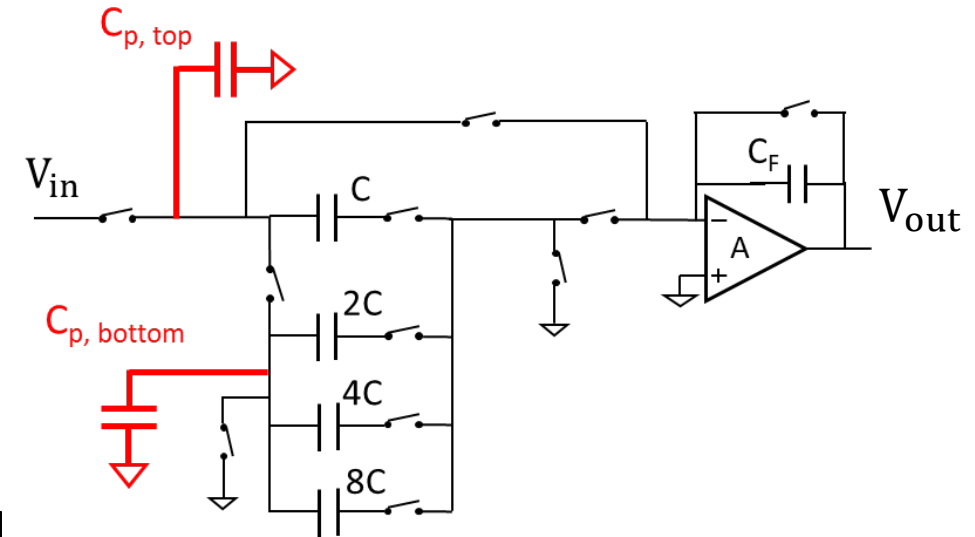 Cp, top
Vin
C
CF
Vout
−
A
+
2C
Cp, bottom
4C
8C